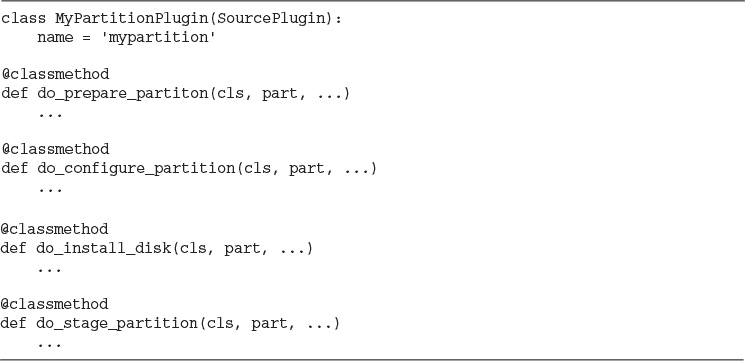 class MyPartitionPlugin(SourcePlugin):
    name = 'mypartition'
@classmethod
def do_prepare_partiton(cls, part, ...)
    ...
@classmethod
def do_configure_partition(cls, part, ...)
    ...
@classmethod
def do_install_disk(cls, part, ...)
    ...
@classmethod
def do_stage_partition(cls, part, ...)
    ...